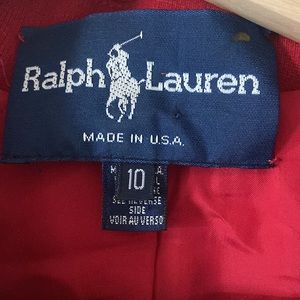 Ralph Lauren
MADE IN U.S.A.
10
SEE REVERSE
SIDE
VOIR AU VERSO